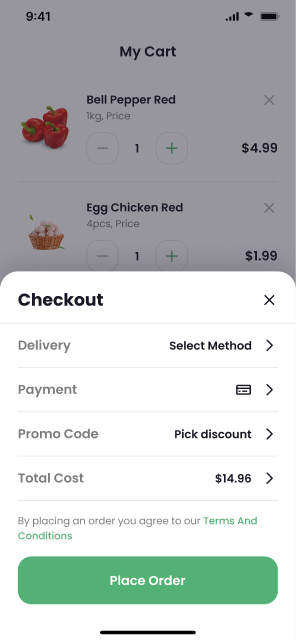 9:41
My Cart
Bell Pepper Red
1kg, Price
1
$4.99
Egg Chicken Red
4pcs, Price
1
$1.99
Checkout
Delivery Select Method
Payment
Promo Code Pick discount
Total Cost $14.96
By placing an order you agree to our Terms And
Conditions
Place Order